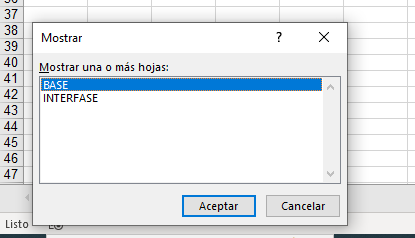 36
37
38
39
40
41
42
43
44
45
46
47
Mostrar ?
Mostrar una o más hojas:
BASE
INTERFASE
Aceptar Cancelar
Listo